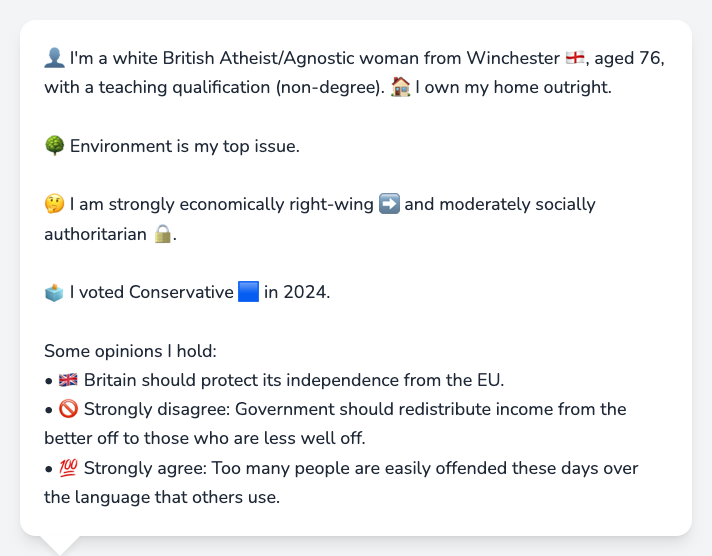 👤 I'm a white British Atheist/Agnostic woman from Winchester 🏴󠁧󠁢󠁥󠁮󠁧󠁿, aged 76,
with a teaching qualification (non-degree). 🏠 I own my home outright.
🌳 Environment is my top issue.
🤔 I am strongly economically right-wing ➡️ and moderately socially
authoritarian 🔒.
🗳️ I voted Conservative 🟦 in 2024.
Some opinions I hold:
• 🇬🇧 Britain should protect its independence from the EU.
• 🚫 Strongly disagree: Government should redistribute income from the
better off to those who are less well off.
• 💯 Strongly agree: Too many people are easily offended these days over
the language that others use.